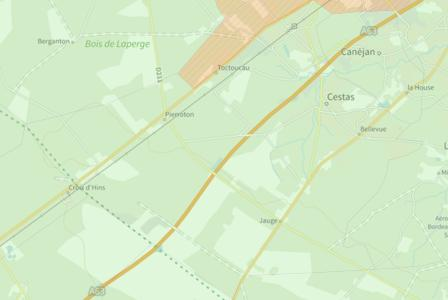 A63
Berganton
Bois de Laperge
Canéjan
Toctoucau
D211
la House
Cestas
Pierroton
Bellevue
Croix d'Hins
Jauge
A63